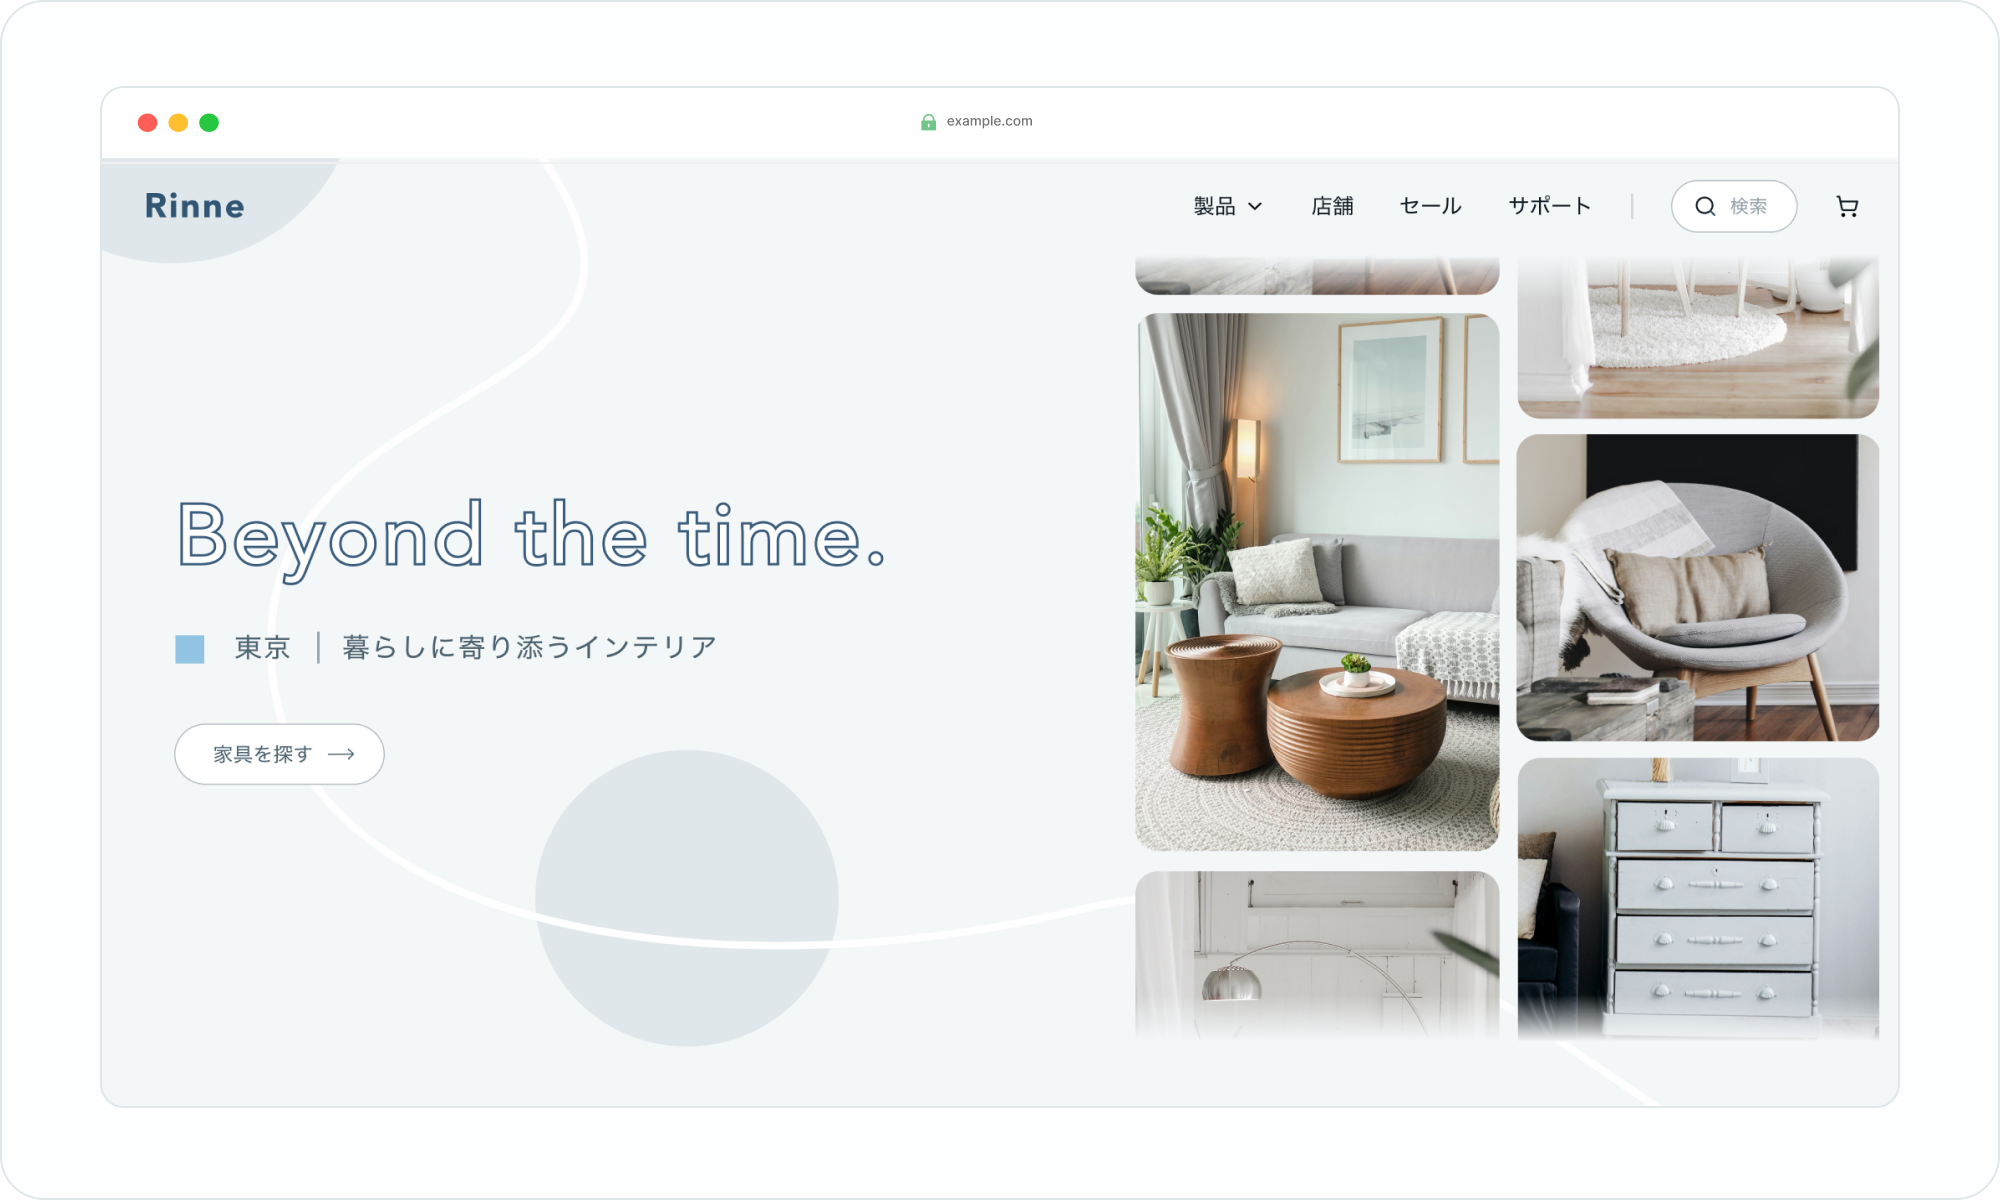 example.com
Rinne
製品 店舗 セール サポート 検索
Beyond the time.
東京 | 暮らしに寄り添うインテリア
家具を探す →